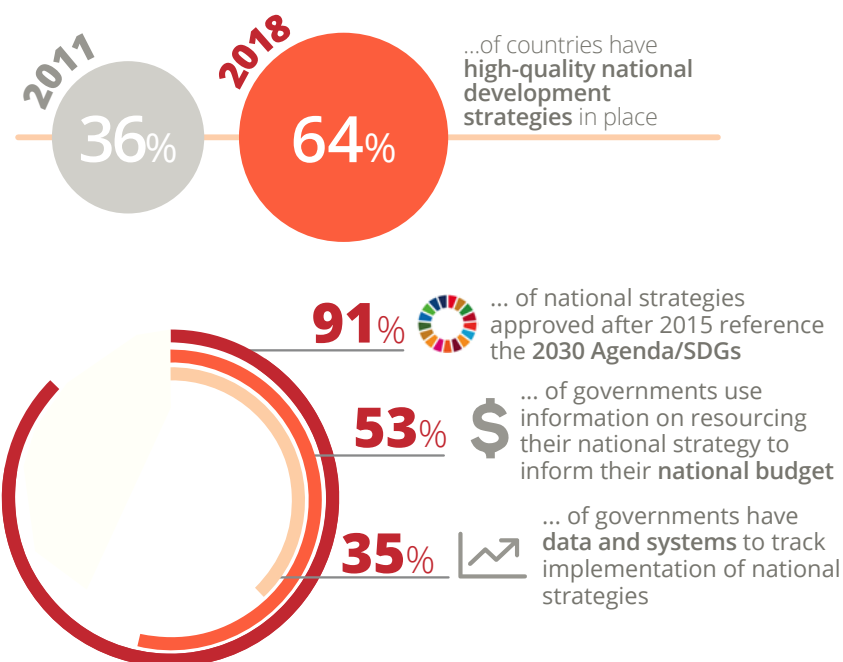 2011
2018
36%
64%
...of countries have
high-quality national
development
strategies in place
91%
... of national strategies
approved after 2015 reference
the 2030 Agenda/SDGs
53%
$
... of governments use
information on resourcing
their national strategy to
inform their national budget
35%
... of governments have
data and systems to track
implementation of national
strategies